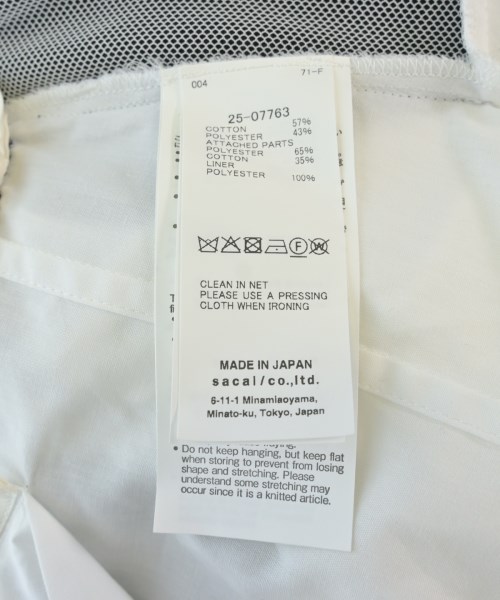 004
71-F
25-07763
COTTON 57%
POLYESTER 43%
ATTACHED PARTS
POLYESTER 65%
COTTON 35%
LINER
POLYESTER 100%
CLEAN IN NET
PLEASE USE A PRESSING
CLOTH WHEN IRONING
MADE IN JAPAN
sacai/co.,ltd.
6-11-1 Minamiaoyama,
Minato-ku, Tokyo, Japan
• Do not keep hanging, but keep flat
when storing to prevent from losing
shape and stretching. Please
understand some stretching may
occur since it is a knitted article.